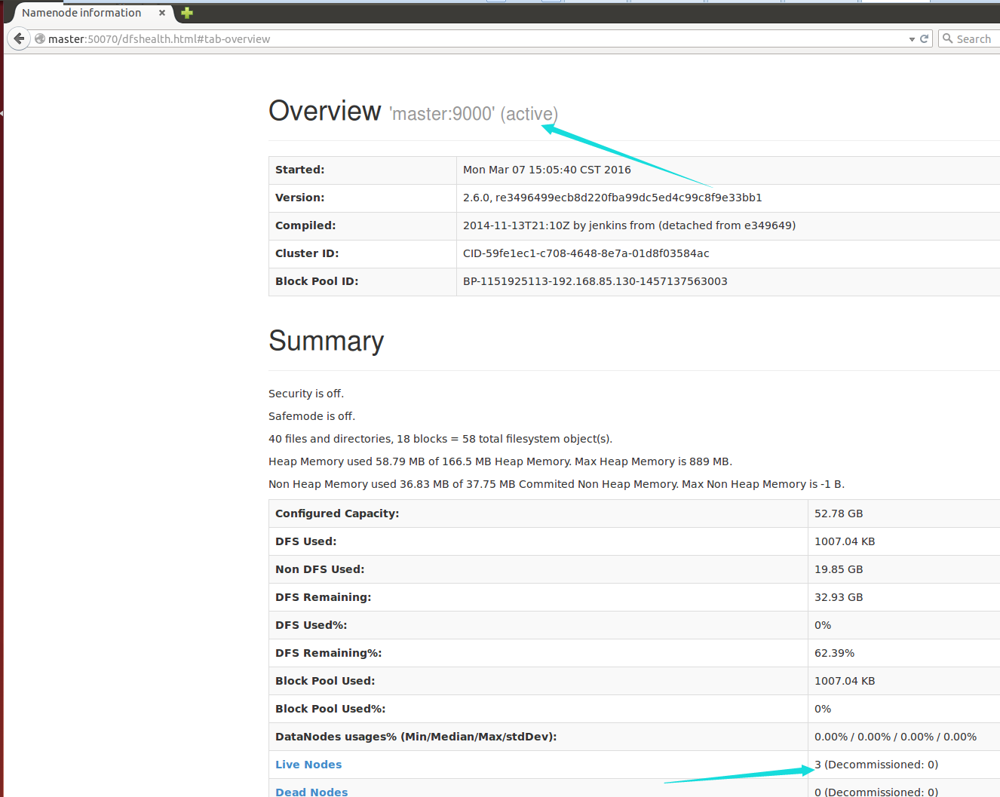 Namenode information
master:50070/dfshealth.html#tab-overview
Search
Overview 'master:9000' (active)
Started: Mon Mar 07 15:05:40 CST 2016
Version: 2.6.0, re3496499ecb8d220fba99dc5ed4c99c8f9e33bb1
Compiled: 2014-11-13T21:10Z by jenkins from (detached from e349649)
Cluster ID: CID-59fe1ec1-c708-4648-8e7a-01d8f03584ac
Block Pool ID: BP-1151925113-192.168.85.130-1457137563003
Summary
Security is off.
Safemode is off.
40 files and directories, 18 blocks = 58 total filesystem object(s).
Heap Memory used 58.79 MB of 166.5 MB Heap Memory. Max Heap Memory is 889 MB.
Non Heap Memory used 36.83 MB of 37.75 MB Commited Non Heap Memory. Max Non Heap Memory is -1 B.
Configured Capacity: 52.78 GB
DFS Used: 1007.04 KB
Non DFS Used: 19.85 GB
DFS Remaining: 32.93 GB
DFS Used%: 0%
DFS Remaining%: 62.39%
Block Pool Used: 1007.04 KB
Block Pool Used%: 0%
DataNodes usages% (Min/Median/Max/stdDev): 0.00% / 0.00% / 0.00% / 0.00%
Live Nodes 3 (Decommissioned: 0)
Dead Nodes 0 (Decommissioned: 0)